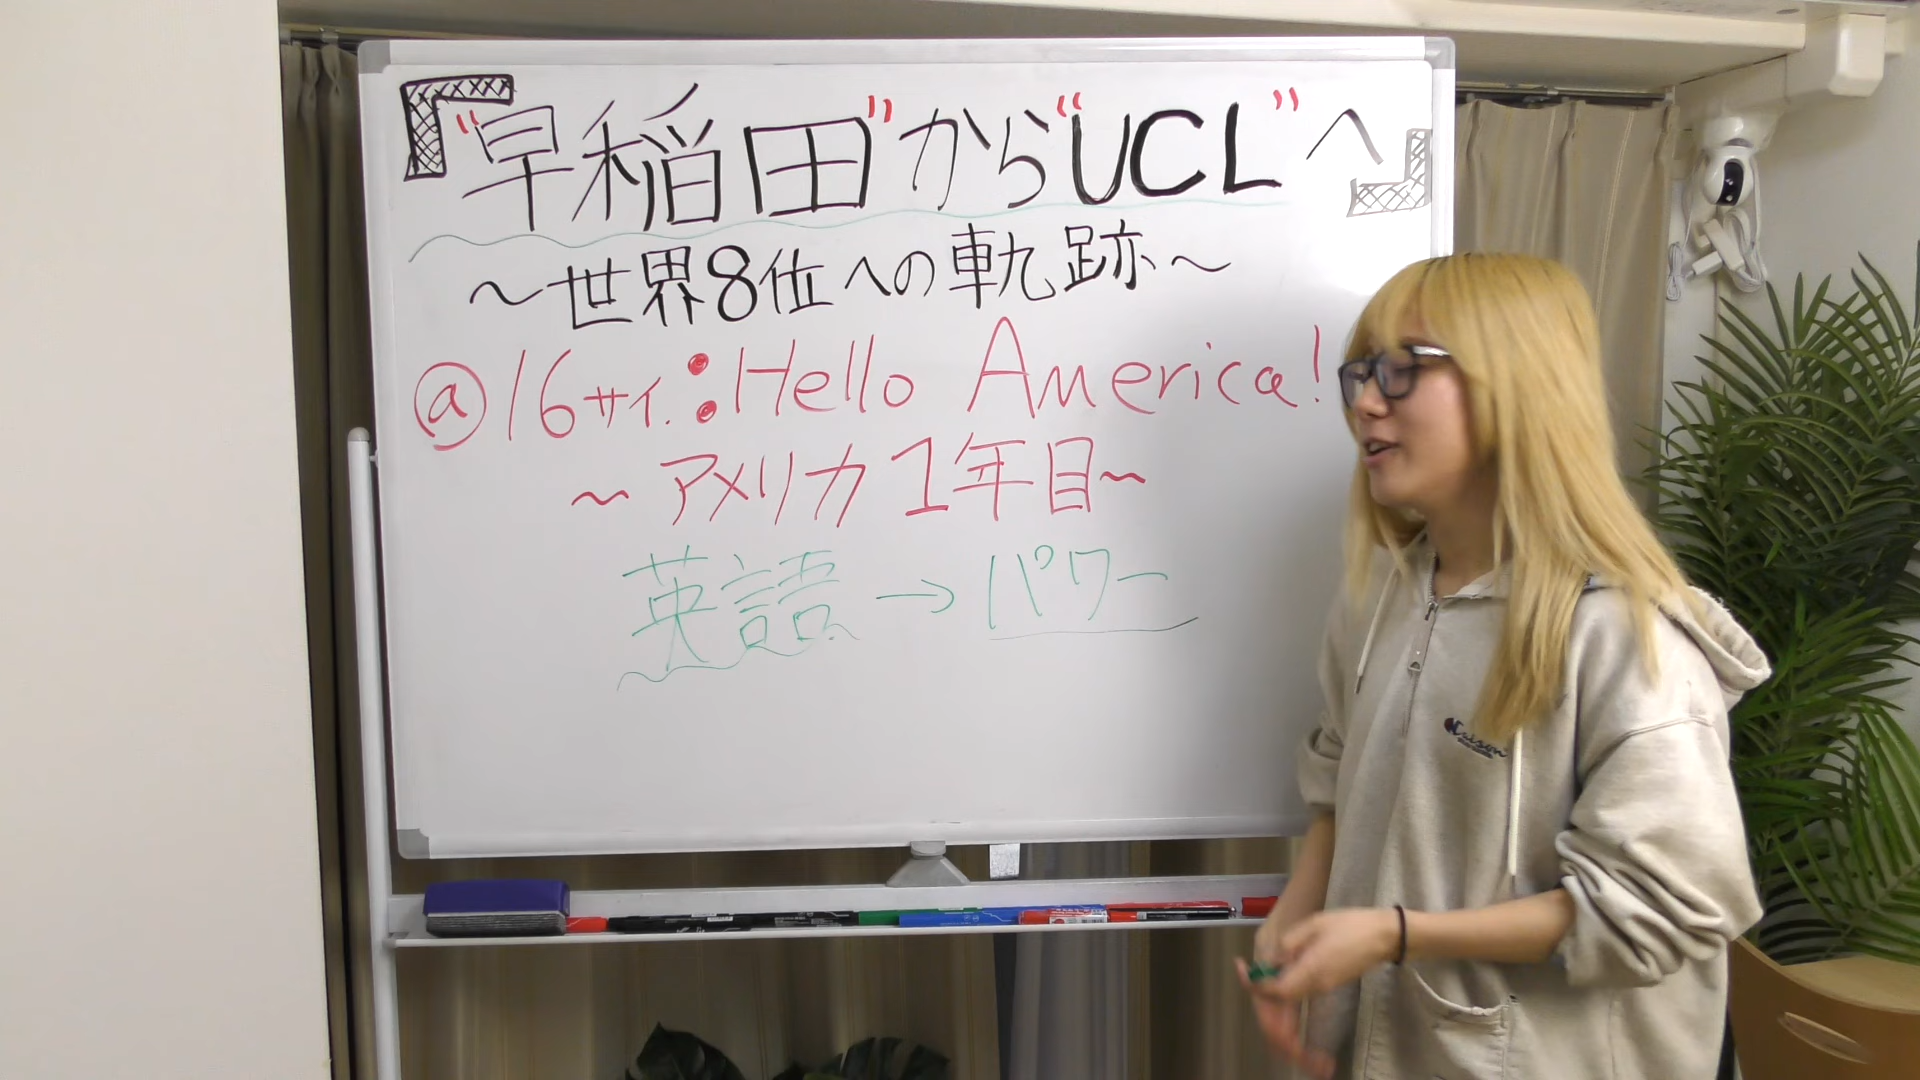 『“早稲田”から“UCL”へ』
～世界8位への軌跡～
@16サイ.：Hello America!
～アメリカ1年目～
英語→パワー